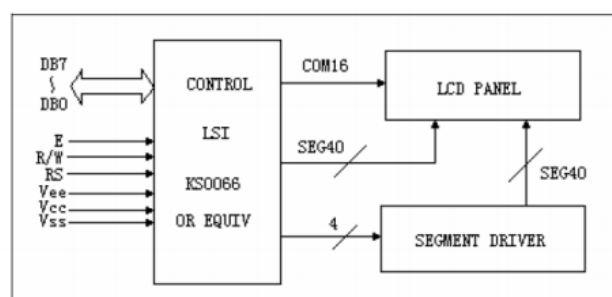 DB7
~
DB0
E
R/W
RS
Vee
Vcc
Vss
CONTROL
LSI
KS0066
OR EQUIV
COM16
SEG40
4
LCD PANEL
SEG40
SEGMENT DRIVER